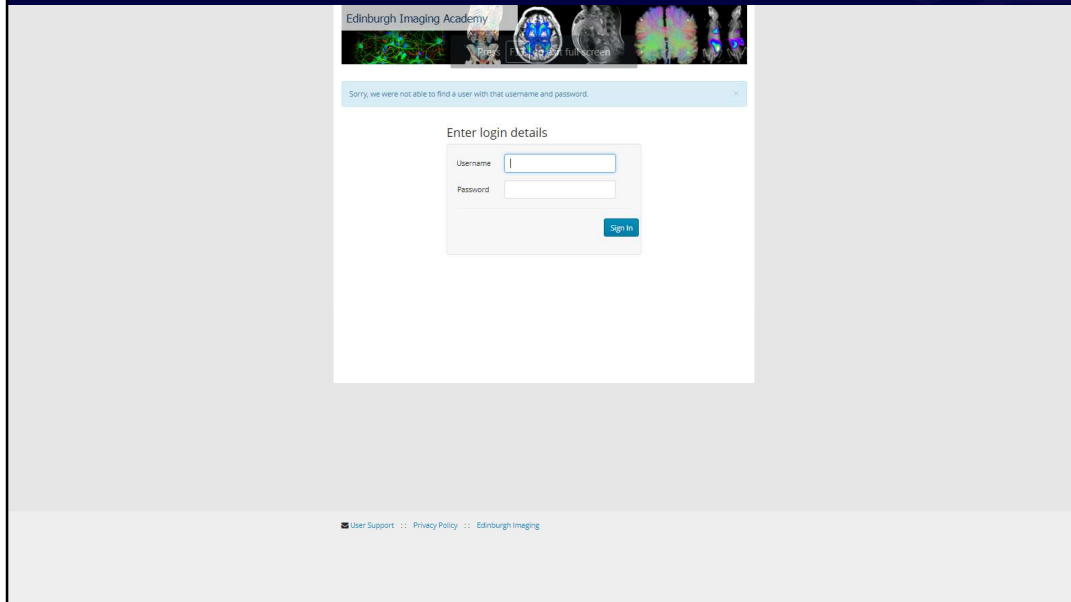 Edinburgh Imaging Academy
Press F11 to exit full screen
Sorry, we were not able to find a user with that username and password. ×
Enter login details
Username
Password
Sign In
User Support :: Privacy Policy :: Edinburgh Imaging